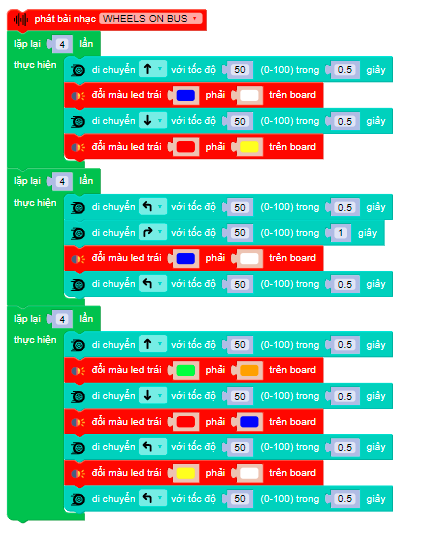 phát bài nhạc WHEELS ON BUS
lặp lại 4 lần
thực hiện di chuyển với tốc độ 50 (0-100) trong 0.5 giây
đổi màu led trái phải trên board
di chuyển với tốc độ 50 (0-100) trong 0.5 giây
đổi màu led trái phải trên board
lặp lại 4 lần
thực hiện di chuyển với tốc độ 50 (0-100) trong 0.5 giây
di chuyển với tốc độ 50 (0-100) trong 1 giây
đổi màu led trái phải trên board
di chuyển với tốc độ 50 (0-100) trong 0.5 giây
lặp lại 4 lần
thực hiện di chuyển với tốc độ 50 (0-100) trong 0.5 giây
đổi màu led trái phải trên board
di chuyển với tốc độ 50 (0-100) trong 0.5 giây
đổi màu led trái phải trên board
di chuyển với tốc độ 50 (0-100) trong 0.5 giây
đổi màu led trái phải trên board
di chuyển với tốc độ 50 (0-100) trong 0.5 giây